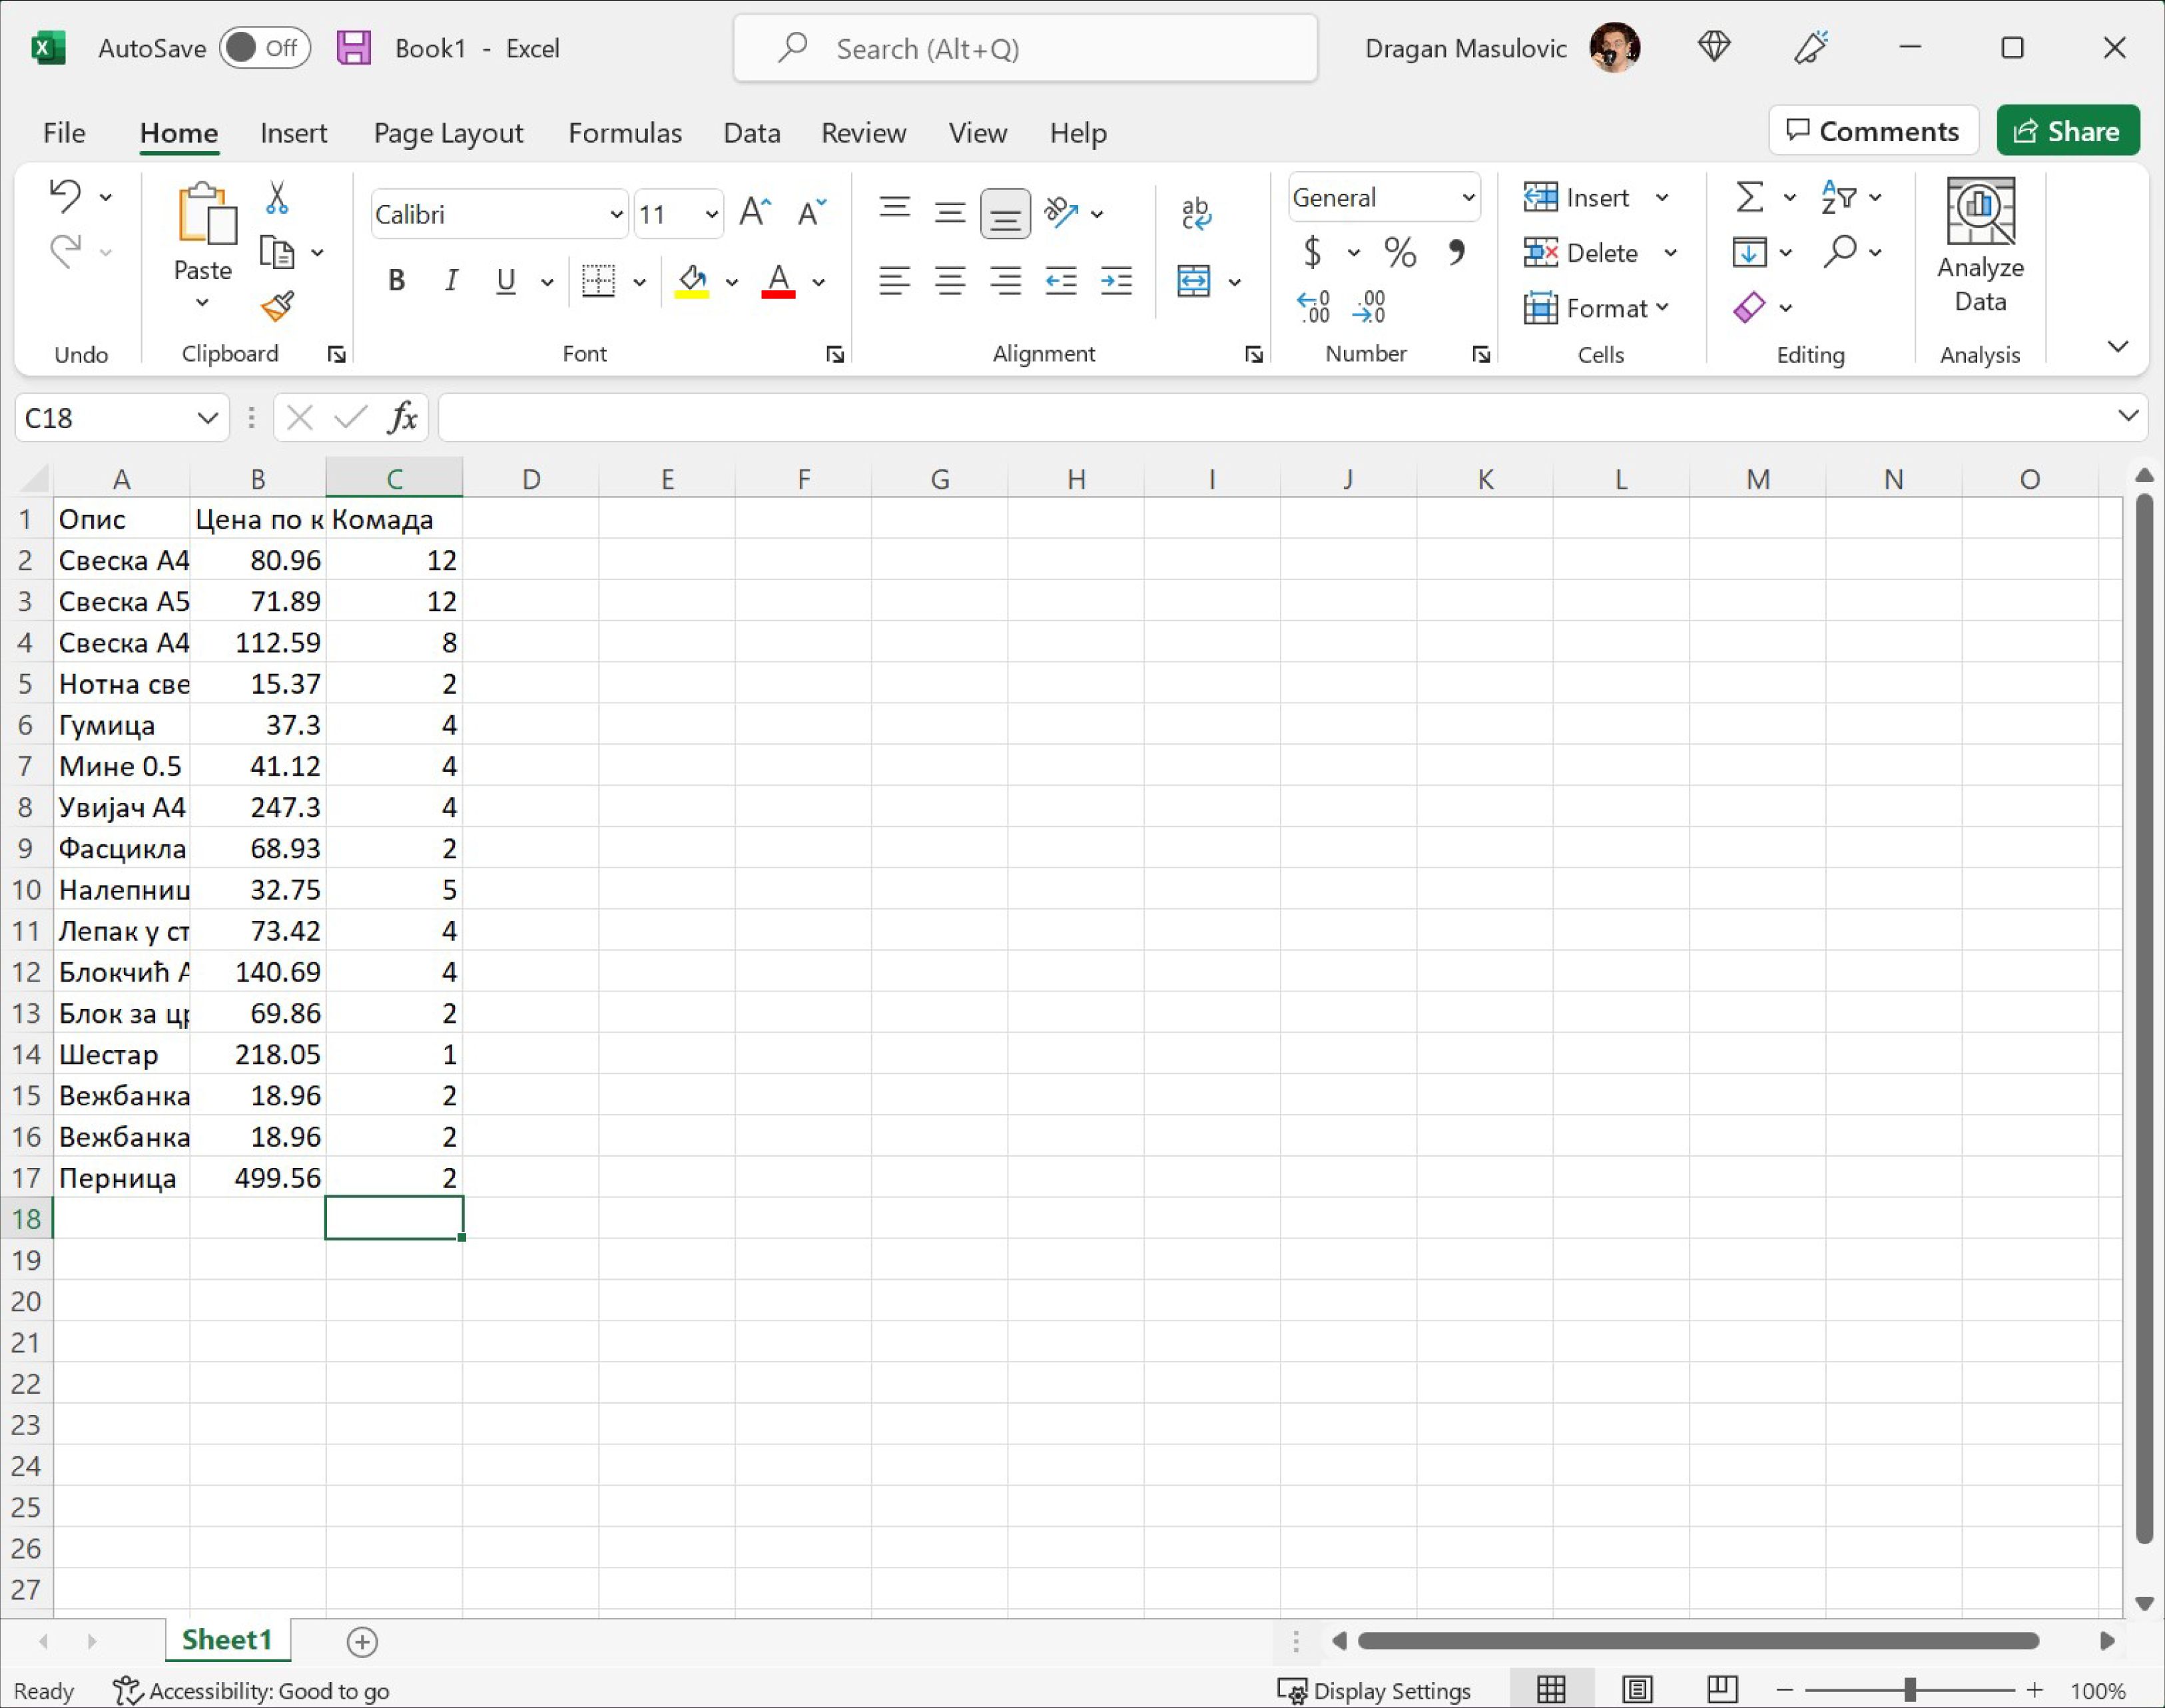 AutoSave Off Book1 - Excel Search (Alt+Q) Dragan Masulovic
File Home Insert Page Layout Formulas Data Review View Help Comments Share
Paste Calibri 11 General Insert Delete Format Analyze Data
Undo Clipboard Font Alignment Number Cells Editing Analysis
C18 fx
A B C D E F G H I J K L M N O
1 Опис Цена по к Комада
2 Свеска А4 80.96 12
3 Свеска А5 71.89 12
4 Свеска А4 112.59 8
5 Нотна све 15.37 2
6 Гумица 37.3 4
7 Мине 0.5 41.12 4
8 Увијач А4 247.3 4
9 Фасцикла 68.93 2
10 Налепниц 32.75 5
11 Лепак у ст 73.42 4
12 Блокчић А 140.69 4
13 Блок за цр 69.86 2
14 Шестар 218.05 1
15 Вежбанка 18.96 2
16 Вежбанка 18.96 2
17 Перница 499.56 2
18
19
20
21
22
23
24
25
26
27
Sheet1
Ready Accessibility: Good to go Display Settings 100%